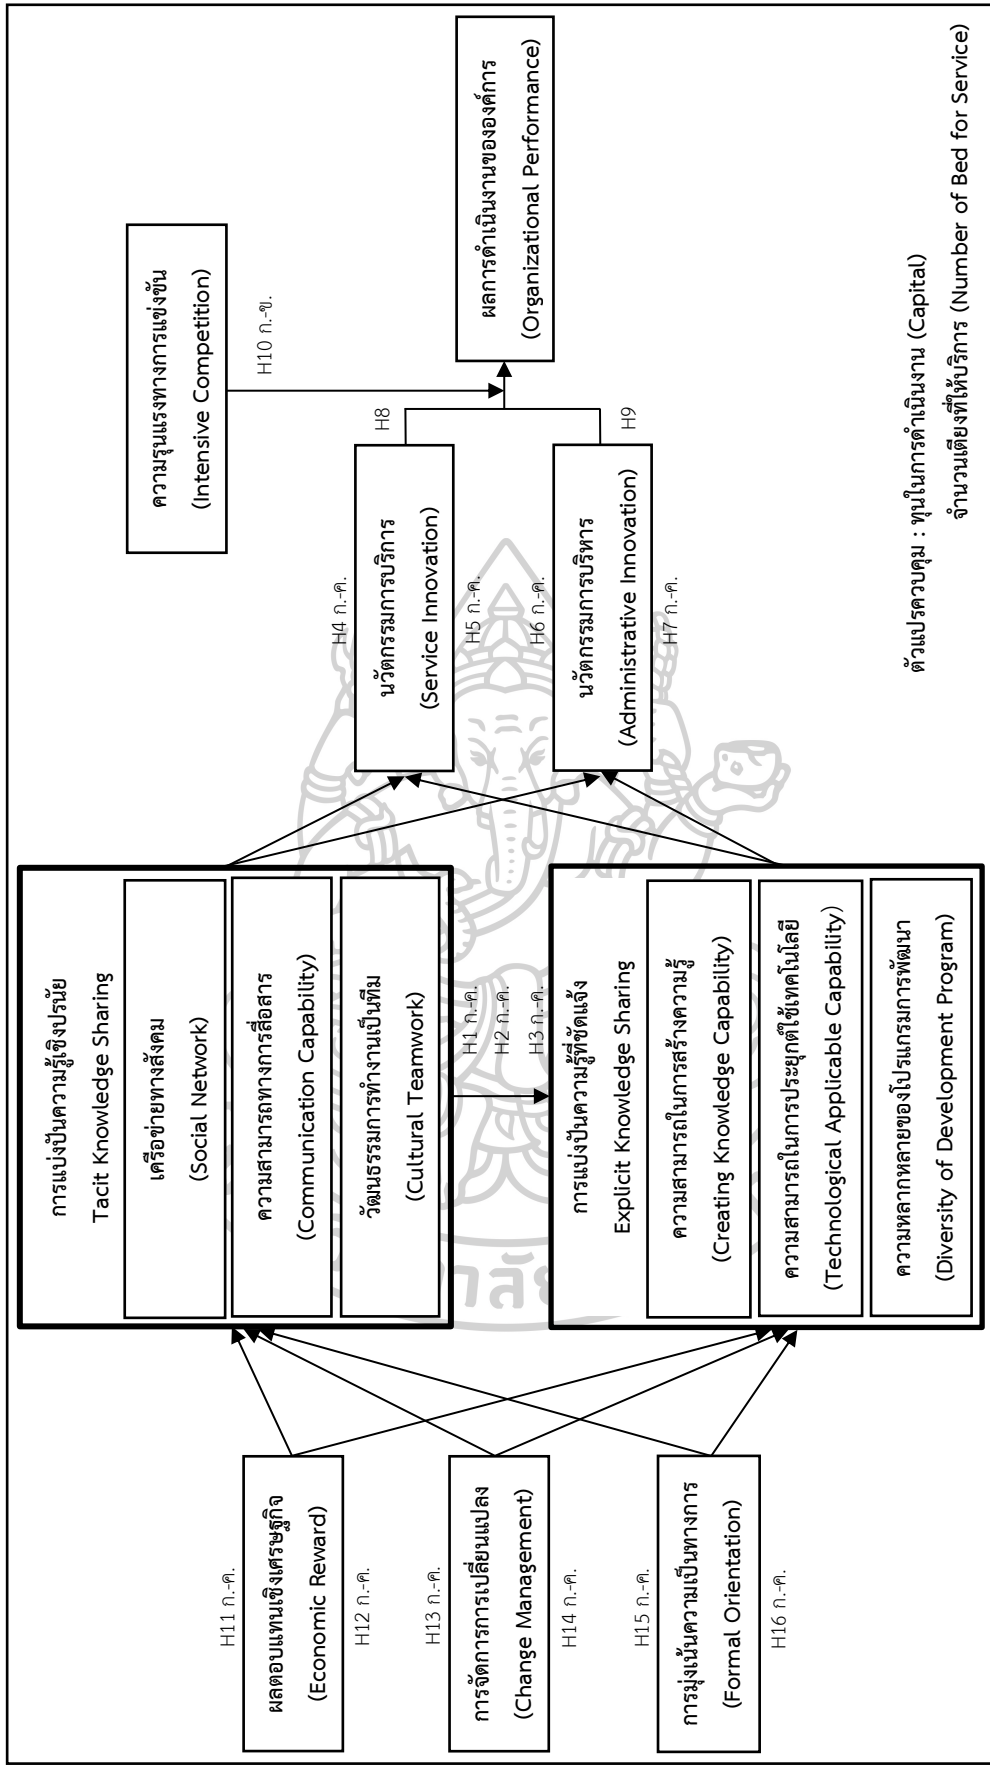 H11 ก.-ค.
ผลตอบแทนเชิงเศรษฐกิจ
(Economic Reward)
H12 ก.-ค.
H13 ก.-ค.
การจัดการการเปลี่ยนแปลง
(Change Management)
H14 ก.-ค.
H15 ก.-ค.
การมุ่งเน้นความเป็นทางการ
(Formal Orientation)
H16 ก.-ค.
การแบ่งปันความรู้เชิงปรนัย
Tacit Knowledge Sharing
เครือข่ายทางสังคม
(Social Network)
ความสามารถทางการสื่อสาร
(Communication Capability)
วัฒนธรรมการทำงานเป็นทีม
(Cultural Teamwork)
H1 ก.-ค.
H2 ก.-ค.
H3 ก.-ค.
การแบ่งปันความรู้ที่ชัดแจ้ง
Explicit Knowledge Sharing
ความสามารถในการสร้างความรู้
(Creating Knowledge Capability)
ความสามารถในการประยุกต์ใช้เทคโนโลยี
(Technological Applicable Capability)
ความหลากหลายของโปรแกรมการพัฒนา
(Diversity of Development Program)
H4 ก.-ค.
นวัตกรรมการบริการ
(Service Innovation)
H5 ก.-ค.
H6 ก.-ค.
นวัตกรรมการบริหาร
(Administrative Innovation)
H7 ก.-ค.
H8
H9
ความรุนแรงทางการแข่งขัน
(Intensive Competition)
H10 ก.-ข.
ผลการดำเนินงานขององค์การ
(Organizational Performance)
ตัวแปรควบคุม : ทุนในการดำเนินงาน (Capital)
จำนวนเตียงที่ให้บริการ (Number of Bed for Service)